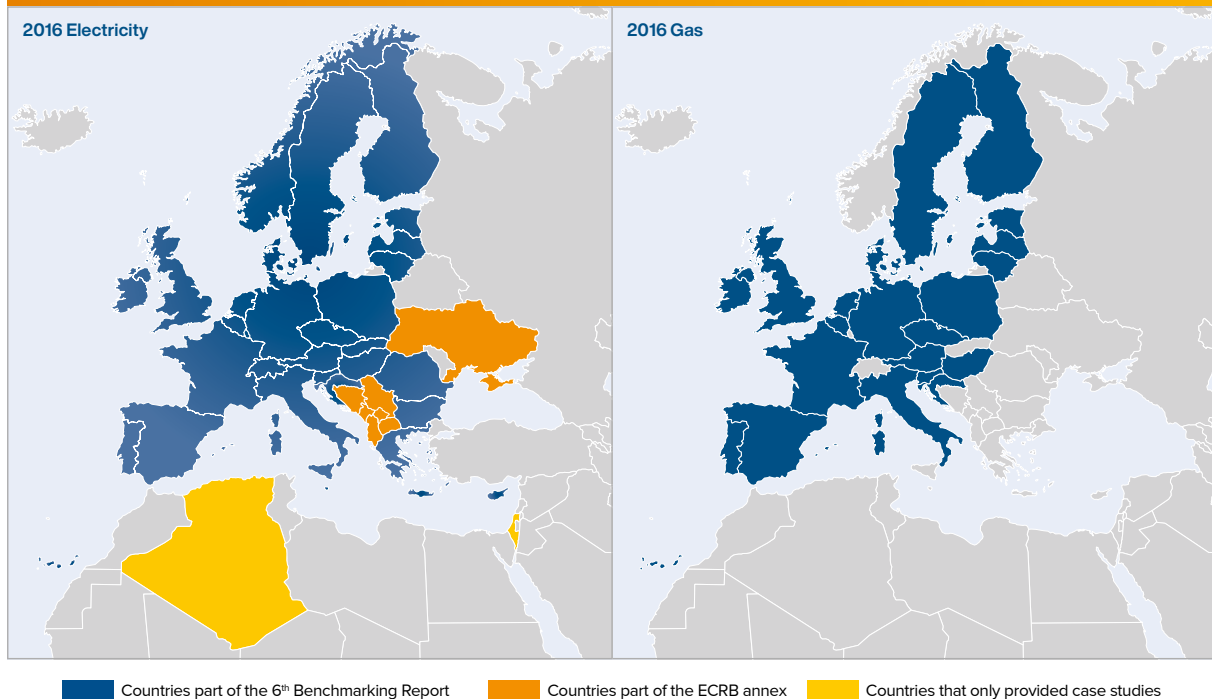 2016 Electricity
2016 Gas
Countries part of the 6th Benchmarking Report
Countries part of the ECRB annex
Countries that only provided case studies